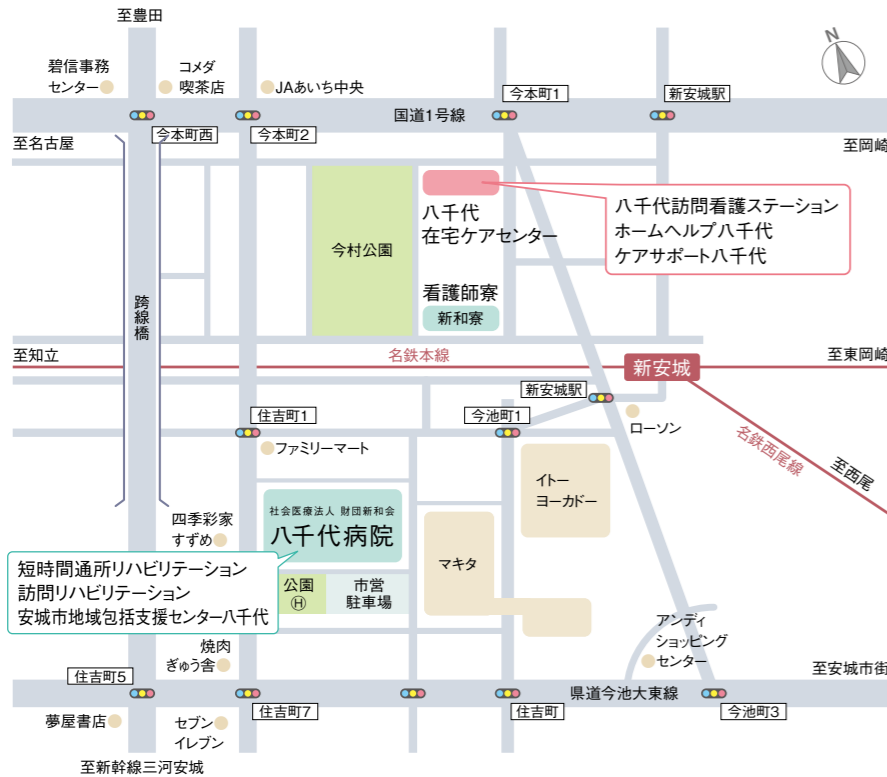 至豊田
碧信事務
センター
コメダ
喫茶店
JAあいち中央
N
今本町1
新安城駅
国道1号線
今本町西
今本町2
至名古屋
至岡崎
八千代訪問看護ステーション
ホームヘルプ八千代
ケアサポート八千代
八千代
在宅ケアセンター
今村公園
看護師寮
新和寮
跨線橋
至知立
名鉄本線
新安城
至東岡崎
新安城駅
住吉町1
今池町1
ローソン
ファミリーマート
名鉄西尾線
至西尾
イトー
ヨーカドー
社会医療法人 財団新和会
八千代病院
四季彩家
すずめ
マキタ
短時間通所リハビリテーション
訪問リハビリテーション
安城市地域包括支援センター八千代
公園
H
市営
駐車場
焼肉
ぎゅう舎
アンディ
ショッピング
センター
至安城市街
住吉町5
県道今池大東線
夢屋書店
セブン
イレブン
住吉町7
住吉町
今池町3
至新幹線三河安城